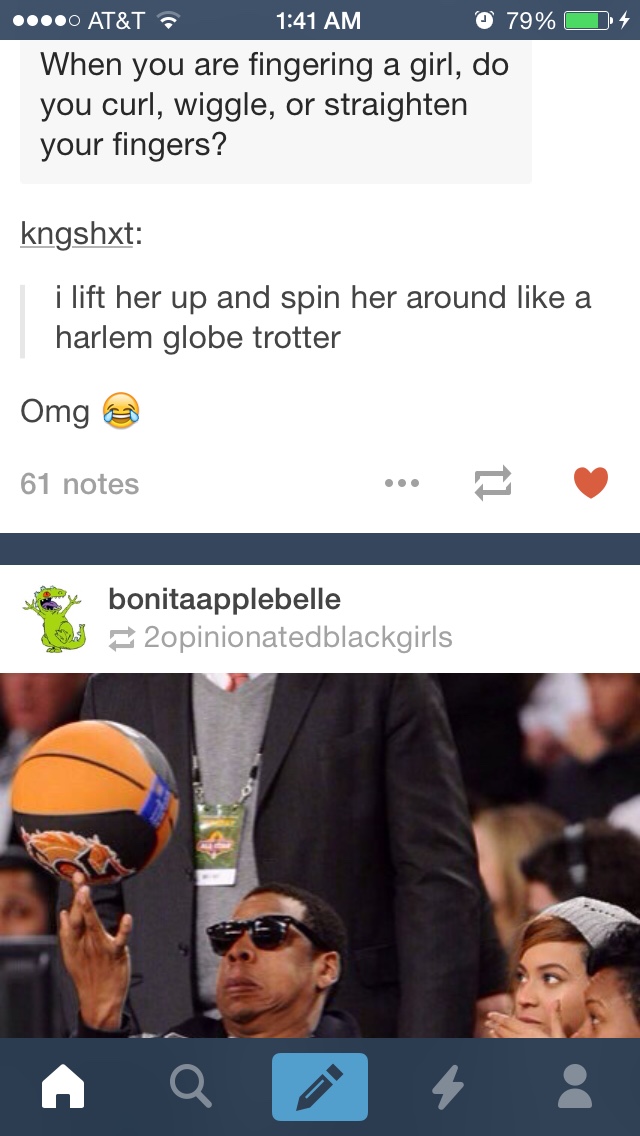 AT&T 1:41 AM 79%
When you are fingering a girl, do
you curl, wiggle, or straighten
your fingers?
kngshxt:
i lift her up and spin her around like a
harlem globe trotter
Omg 😂
61 notes
bonitaapplebelle
2opinionatedblackgirls
ALL STAR